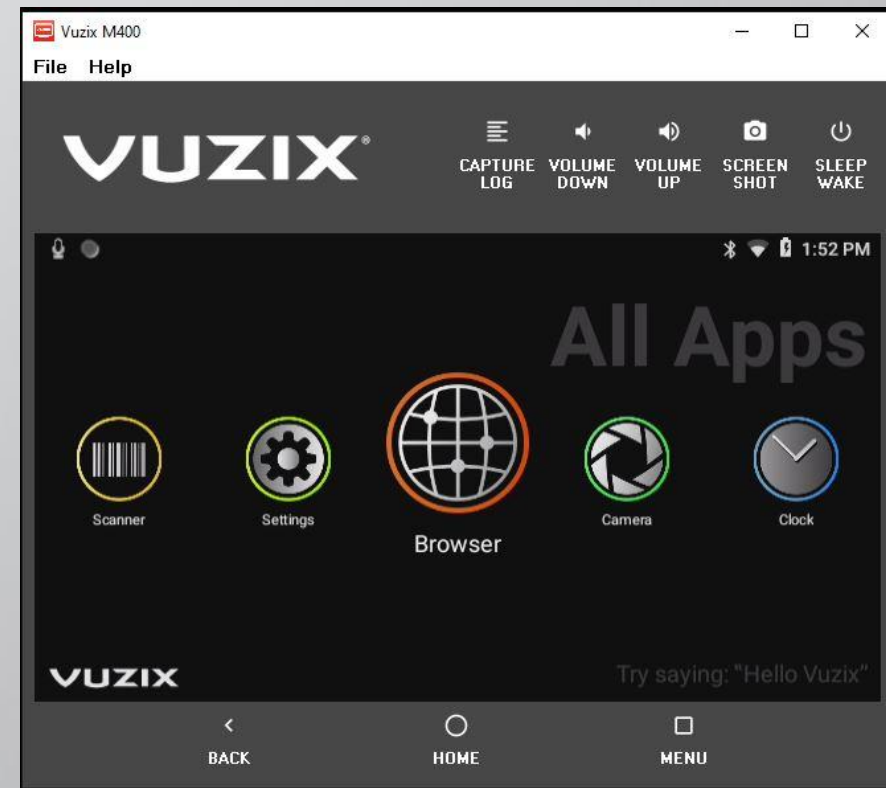 Vuzix M400
File Help
VUZIX®
CAPTURE LOG
VOLUME DOWN
VOLUME UP
SCREEN SHOT
SLEEP WAKE
1:52 PM
All Apps
Scanner
Settings
Browser
Camera
Clock
VUZIX
Try saying: "Hello Vuzix"
BACK
HOME
MENU